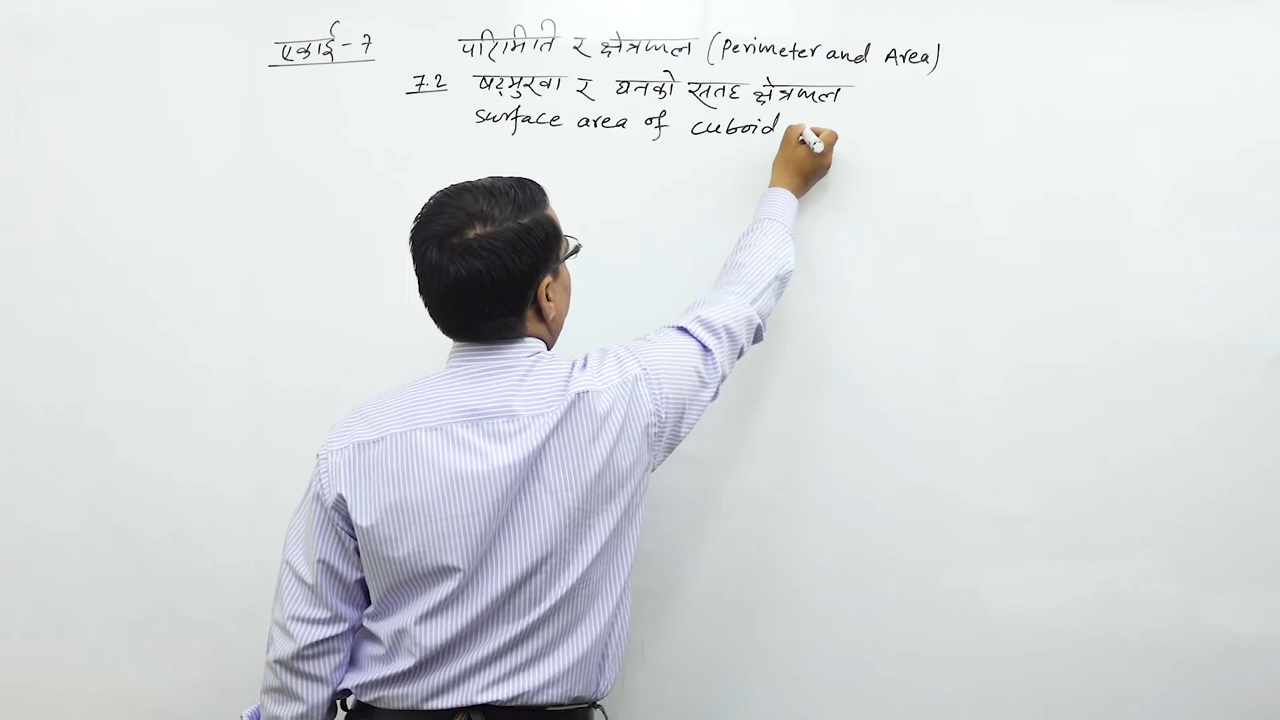 एकाई - 7 परिमिति र क्षेत्रफल (Perimeter and Area)
7.2 षट्मुखा र घनको सतह क्षेत्रफल
surface area of cuboid